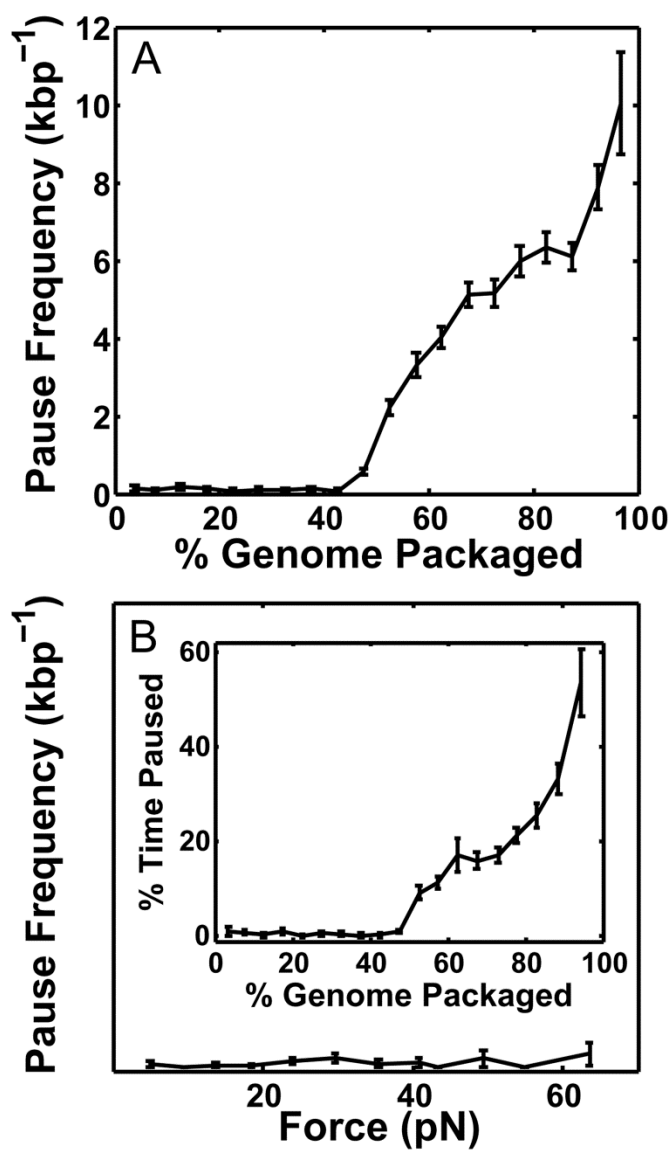 A
Pause Frequency (kbp⁻¹)
12
10
8
6
4
2
0
0 20 40 60 80 100
% Genome Packaged
B
Pause Frequency (kbp⁻¹)
% Time Paused
60
40
20
0
0 20 40 60 80 100
% Genome Packaged
20 40 60
Force (pN)